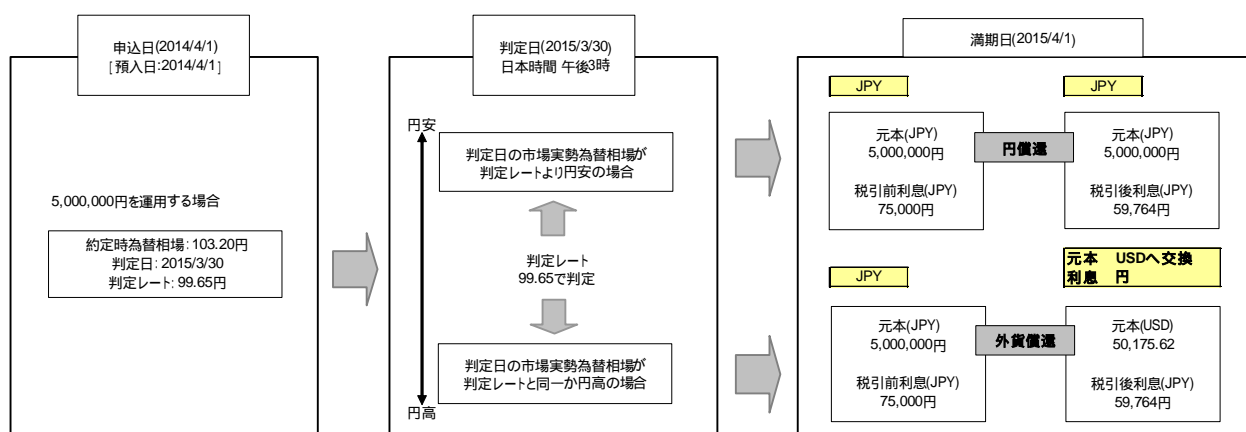 申込日(2014/4/1)
[預入日:2014/4/1]
5,000,000円を運用する場合
約定時為替相場:103.20円
判定日:2015/3/30
判定レート:99.65円
判定日(2015/3/30)
日本時間 午後3時
円安
判定日の市場実勢為替相場が
判定レートより円安の場合
判定レート
99.65で判定
判定日の市場実勢為替相場が
判定レートと同一か円高の場合
円高
満期日(2015/4/1)
JPY
JPY
元本(JPY)
5,000,000円
税引前利息(JPY)
75,000円
円償還
元本(JPY)
5,000,000円
税引後利息(JPY)
59,764円
JPY
元本 USDへ交換
利息 円
元本(JPY)
5,000,000円
税引前利息(JPY)
75,000円
外貨償還
元本(USD)
50,175.62
税引後利息(JPY)
59,764円